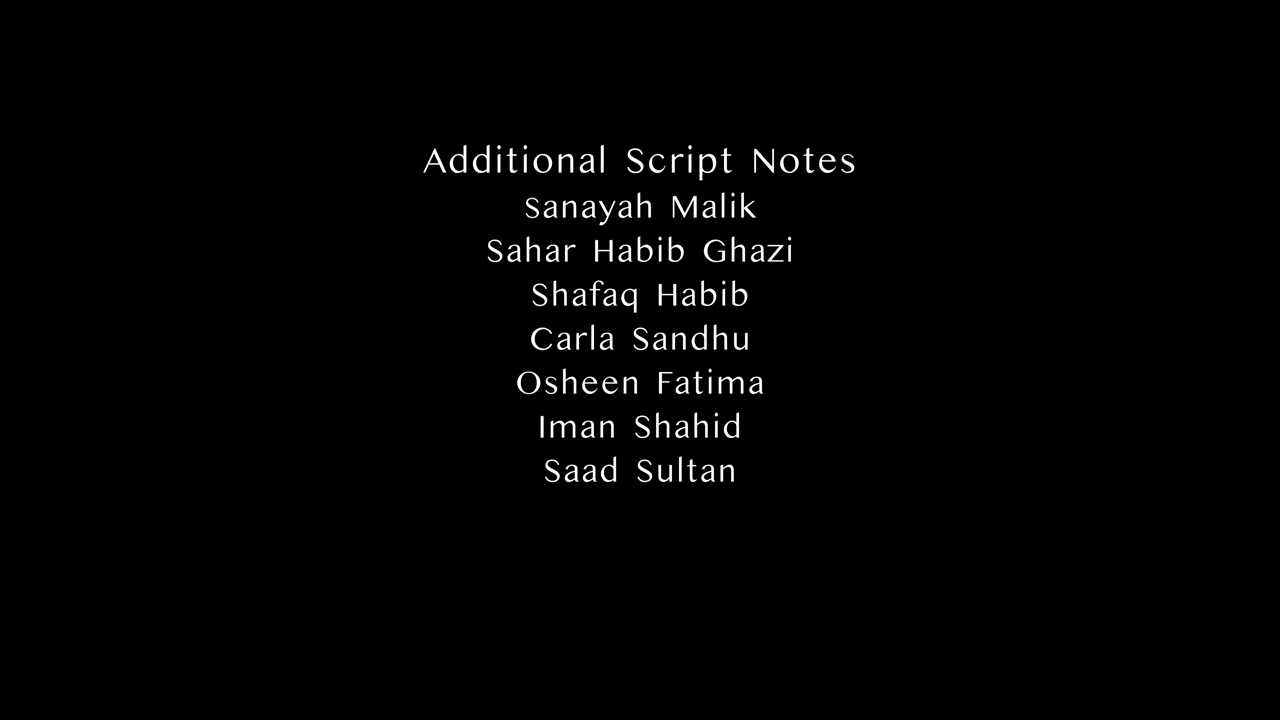 Additional Script Notes
Sanayah Malik
Sahar Habib Ghazi
Shafaq Habib
Carla Sandhu
Osheen Fatima
Iman Shahid
Saad Sultan